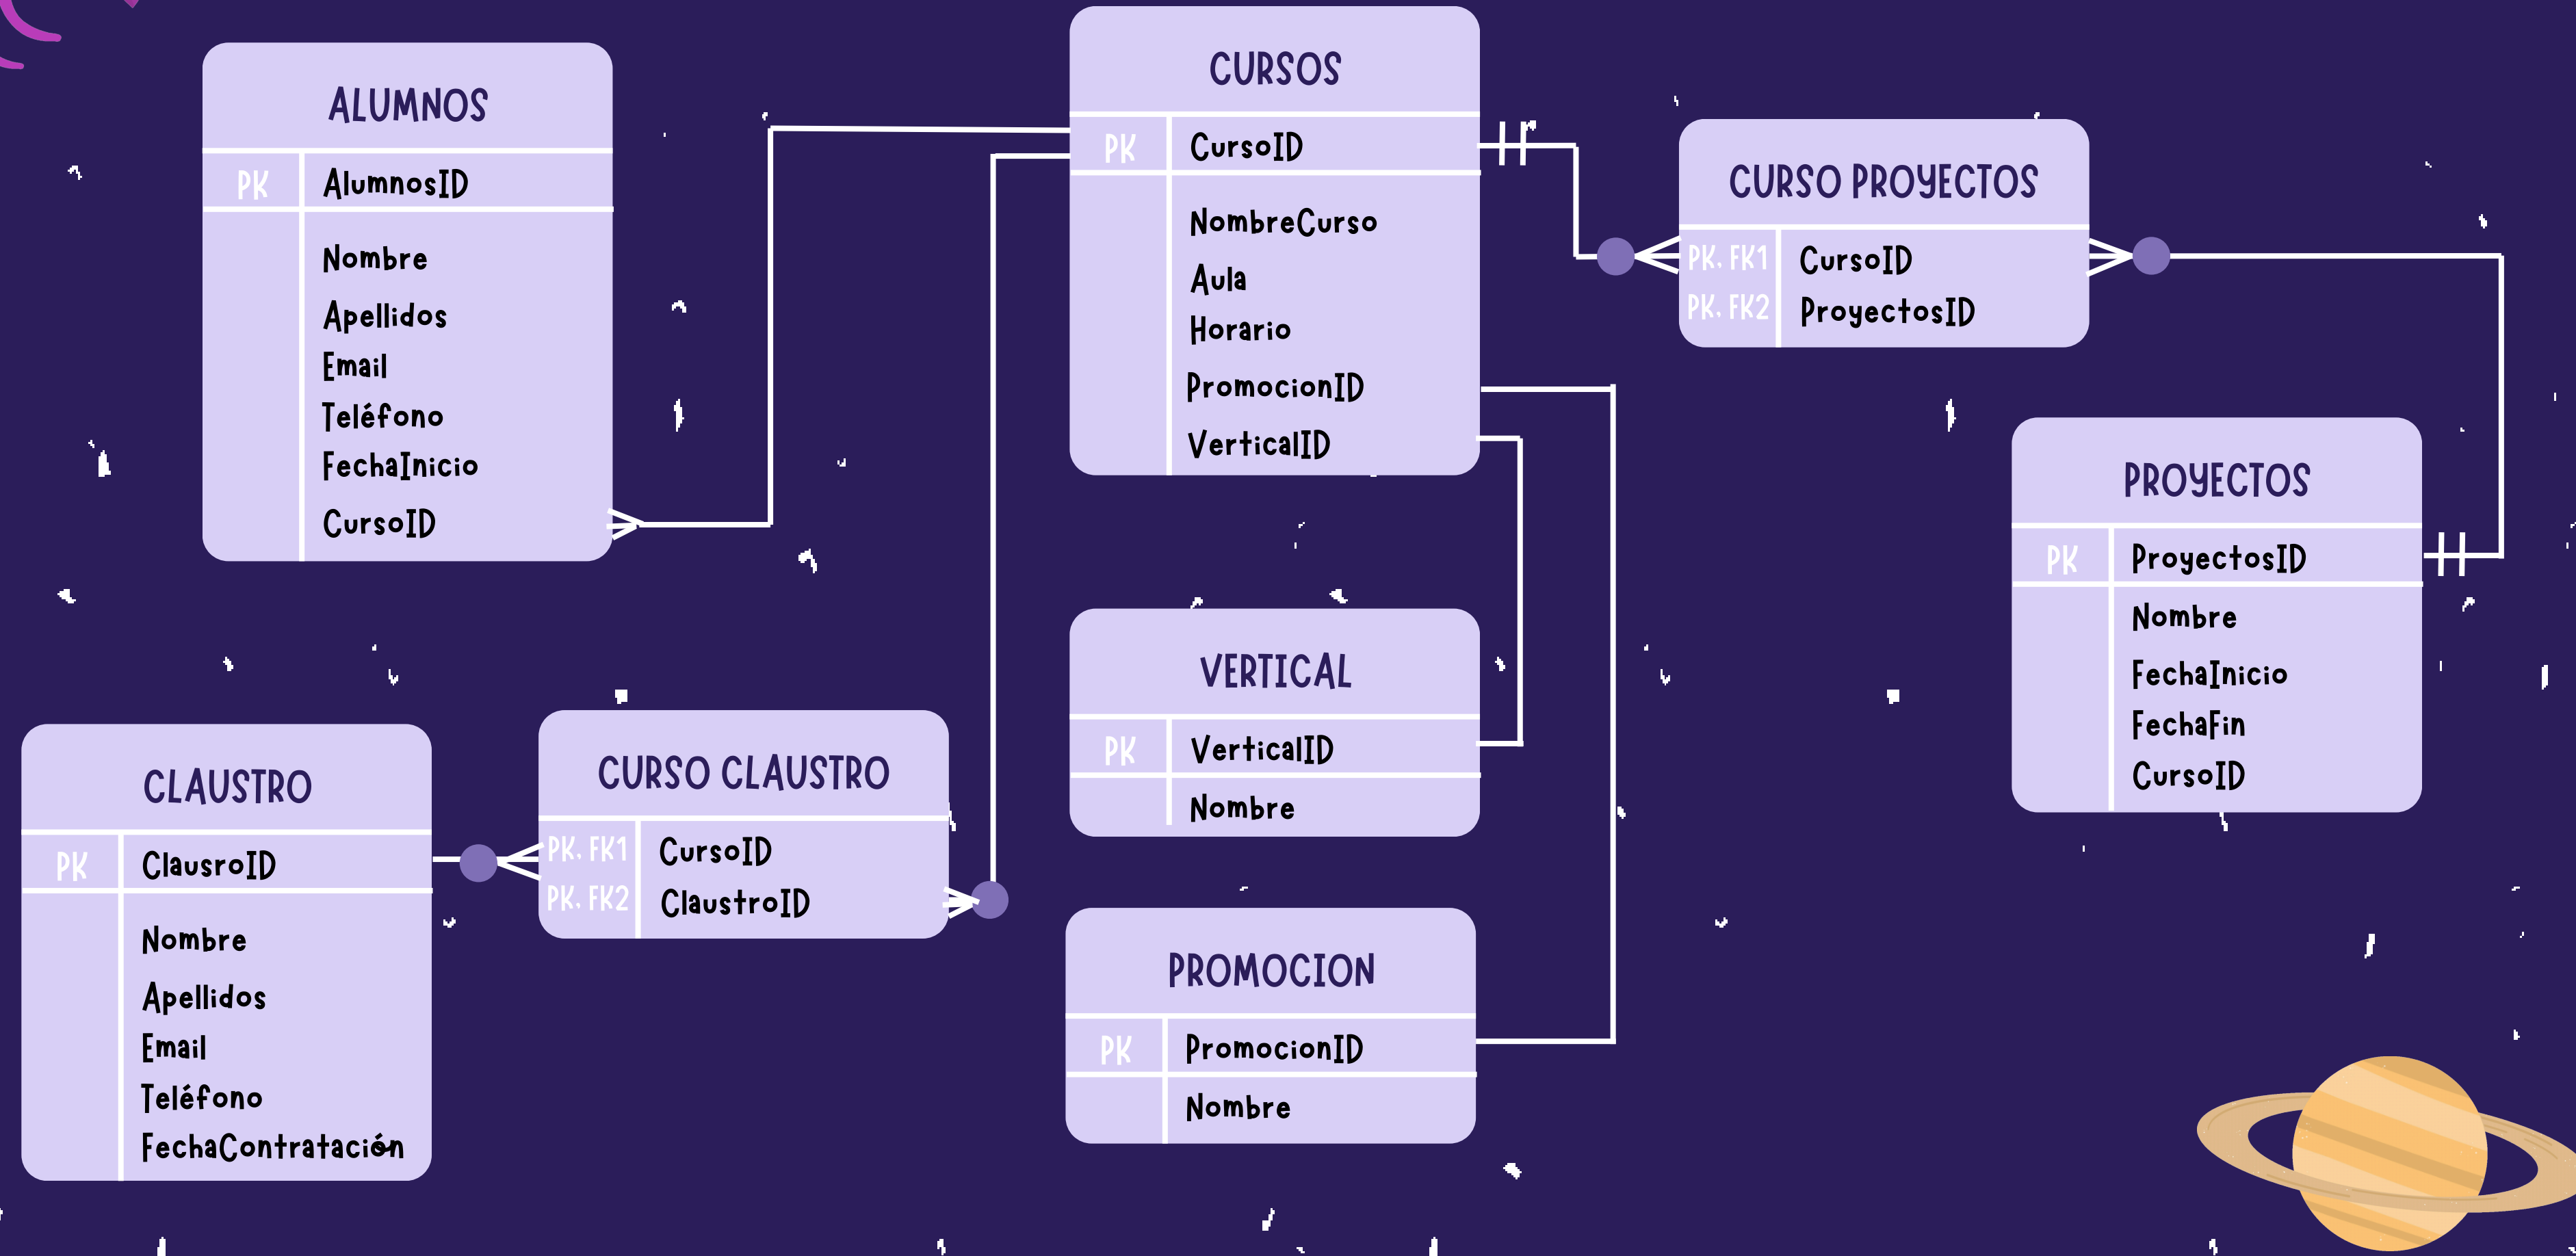 ALUMNOS
PK AlumnosID
Nombre
Apellidos
Email
Teléfono
FechaInicio
CursoID
CURSOS
PK CursoID
NombreCurso
Aula
Horario
PromocionID
VerticalID
CURSO PROYECTOS
PK, FK1 CursoID
PK, FK2 ProyectosID
PROYECTOS
PK ProyectosID
Nombre
FechaInicio
FechaFin
CursoID
VERTICAL
PK VerticalID
Nombre
CLAUSTRO
PK ClausroID
Nombre
Apellidos
Email
Teléfono
FechaContratación
CURSO CLAUSTRO
PK, FK1 CursoID
PK, FK2 ClaustroID
PROMOCION
PK PromocionID
Nombre